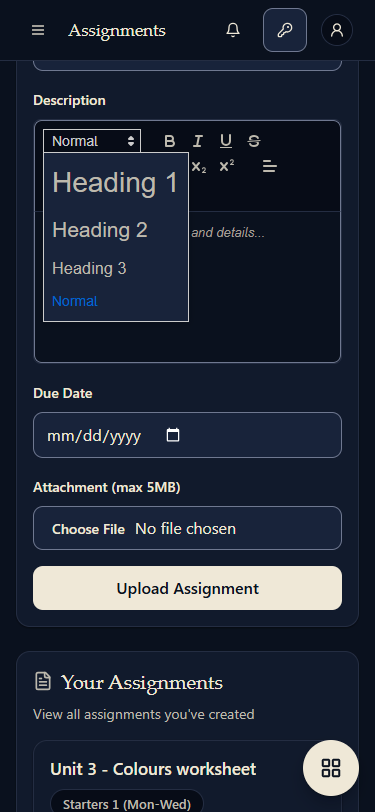 Assignments
Description
Normal B I U S
Heading 1 X₂ X²
Heading 2
and details...
Heading 3
Normal
Due Date
mm/dd/yyyy
Attachment (max 5MB)
Choose File No file chosen
Upload Assignment
Your Assignments
View all assignments you've created
Unit 3 - Colours worksheet
Starters 1 (Mon-Wed)